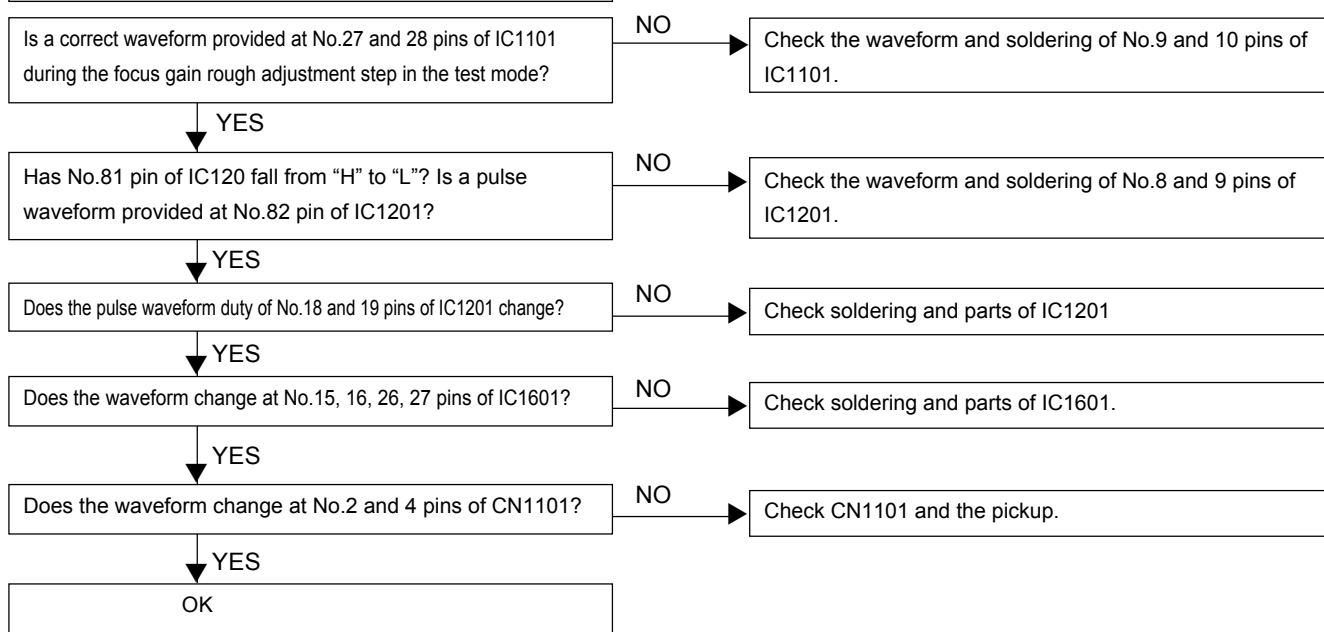 Is a correct waveform provided at No.27 and 28 pins of IC1101
during the focus gain rough adjustment step in the test mode?
NO
Check the waveform and soldering of No.9 and 10 pins of
IC1101.
YES
Has No.81 pin of IC120 fall from “H” to “L”? Is a pulse
waveform provided at No.82 pin of IC1201?
NO
Check the waveform and soldering of No.8 and 9 pins of
IC1201.
YES
Does the pulse waveform duty of No.18 and 19 pins of IC1201 change?
NO
Check soldering and parts of IC1201
YES
Does the waveform change at No.15, 16, 26, 27 pins of IC1601?
NO
Check soldering and parts of IC1601.
YES
Does the waveform change at No.2 and 4 pins of CN1101?
NO
Check CN1101 and the pickup.
YES
OK